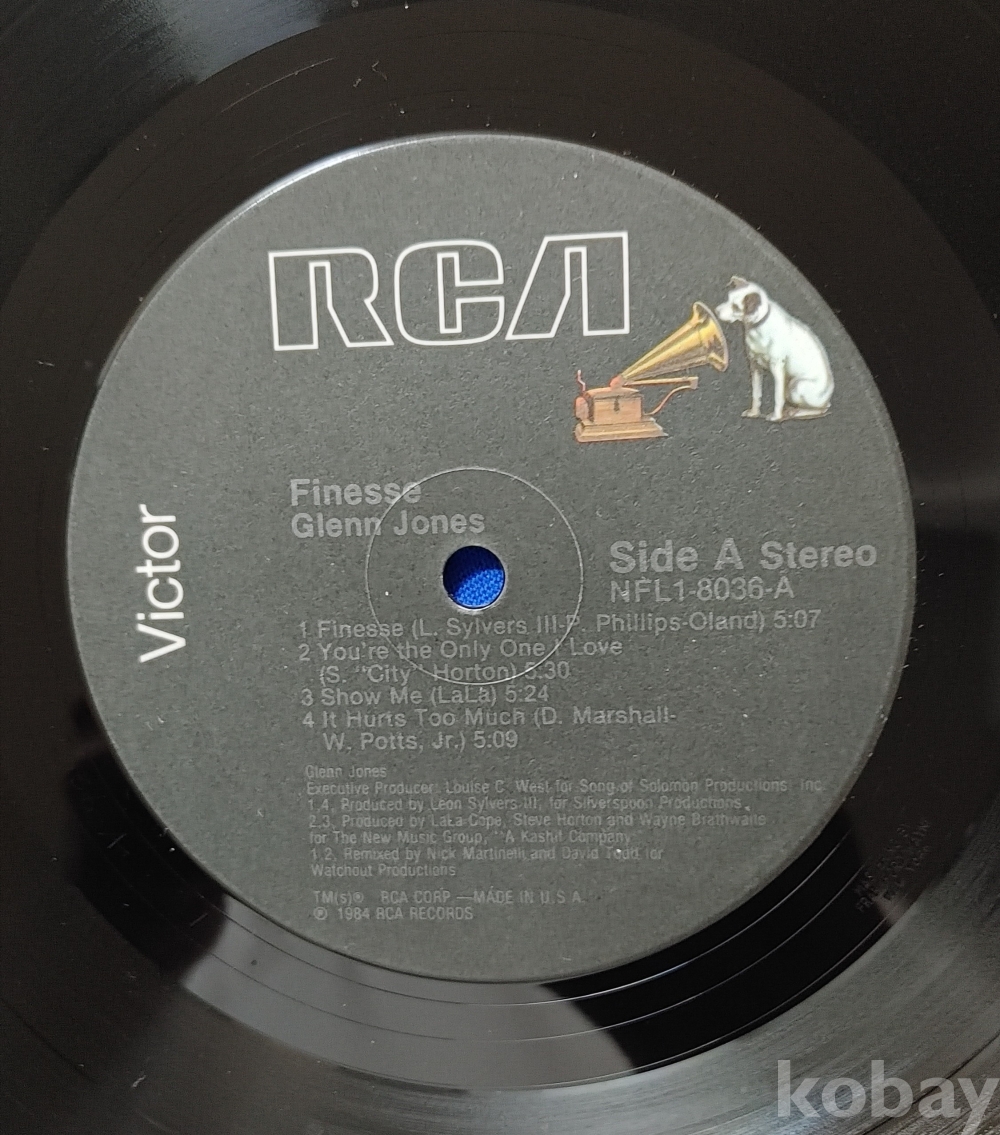 RCA
Victor
Finesse
Glenn Jones
Side A Stereo
NFL1-8036-A
1 Finesse (L. Sylvers III-P. Phillips-Oland) 5:07
2 You're the Only One I Love
(S. "City" Horton) 5:30
3 Show Me (LaLa) 5:24
4 It Hurts Too Much (D. Marshall-
W. Potts, Jr.) 5:09
Glenn Jones
Executive Producer: Louise C. West for Song of Solomon Productions, Inc.
1,4, Produced by Leon Sylvers III, for Silverspoon Productions.
2,3, Produced by LaLa Cope, Steve Horton and Wayne Brathwaite
for The New Music Group, "A Kashif Company"
1,2, Remixed by Nick Martinelli and David Todd for
Watchout Productions
TM(s)® RCA CORP.—MADE IN U.S.A.
℗ 1984 RCA RECORDS
kobay